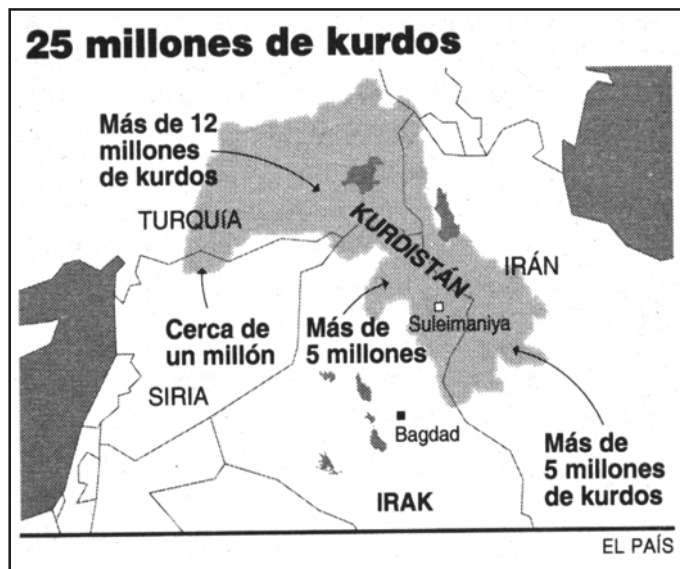 25 millones de kurdos
Más de 12
millones
de kurdos
TURQUÍA
KURDISTÁN
IRÁN
Suleimaniya
Cerca de
un millón
Más de
5 millones
SIRIA
Bagdad
Más de
5 millones
de kurdos
IRAK
EL PAÍS